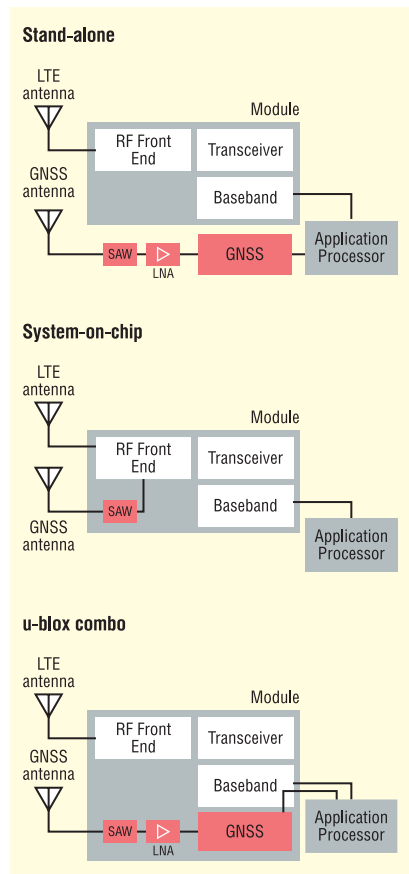 Stand-alone
LTE
antenna
Module
RF Front
End
Transceiver
GNSS
antenna
Baseband
SAW
LNA
GNSS
Application
Processor
System-on-chip
LTE
antenna
Module
RF Front
End
Transceiver
Baseband
SAW
GNSS
antenna
Application
Processor
u-blox combo
LTE
antenna
Module
RF Front
End
Transceiver
GNSS
antenna
Baseband
SAW
LNA
GNSS
Application
Processor